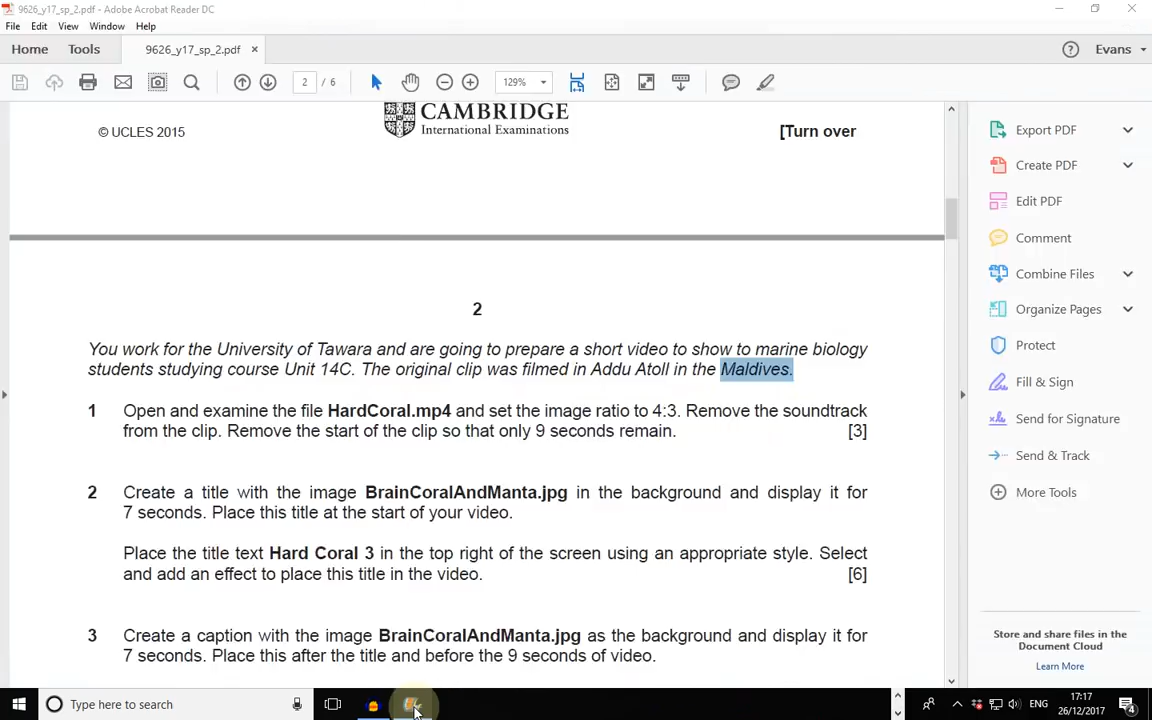 9626_y17_sp_2.pdf - Adobe Acrobat Reader DC
File Edit View Window Help
Home Tools 9626_y17_sp_2.pdf × Evans
2 / 6 129%
CAMBRIDGE
International Examinations
© UCLES 2015
[Turn over
2
You work for the University of Tawara and are going to prepare a short video to show to marine biology
students studying course Unit 14C. The original clip was filmed in Addu Atoll in the Maldives.
1 Open and examine the file HardCoral.mp4 and set the image ratio to 4:3. Remove the soundtrack
from the clip. Remove the start of the clip so that only 9 seconds remain. [3]
2 Create a title with the image BrainCoralAndManta.jpg in the background and display it for
7 seconds. Place this title at the start of your video.
Place the title text Hard Coral 3 in the top right of the screen using an appropriate style. Select
and add an effect to place this title in the video. [6]
3 Create a caption with the image BrainCoralAndManta.jpg as the background and display it for
7 seconds. Place this after the title and before the 9 seconds of video.
Export PDF
Create PDF
Edit PDF
Comment
Combine Files
Organize Pages
Protect
Fill & Sign
Send for Signature
Send & Track
More Tools
Store and share files in the
Document Cloud
Learn More
Type here to search
ENG
17:17
26/12/2017
4